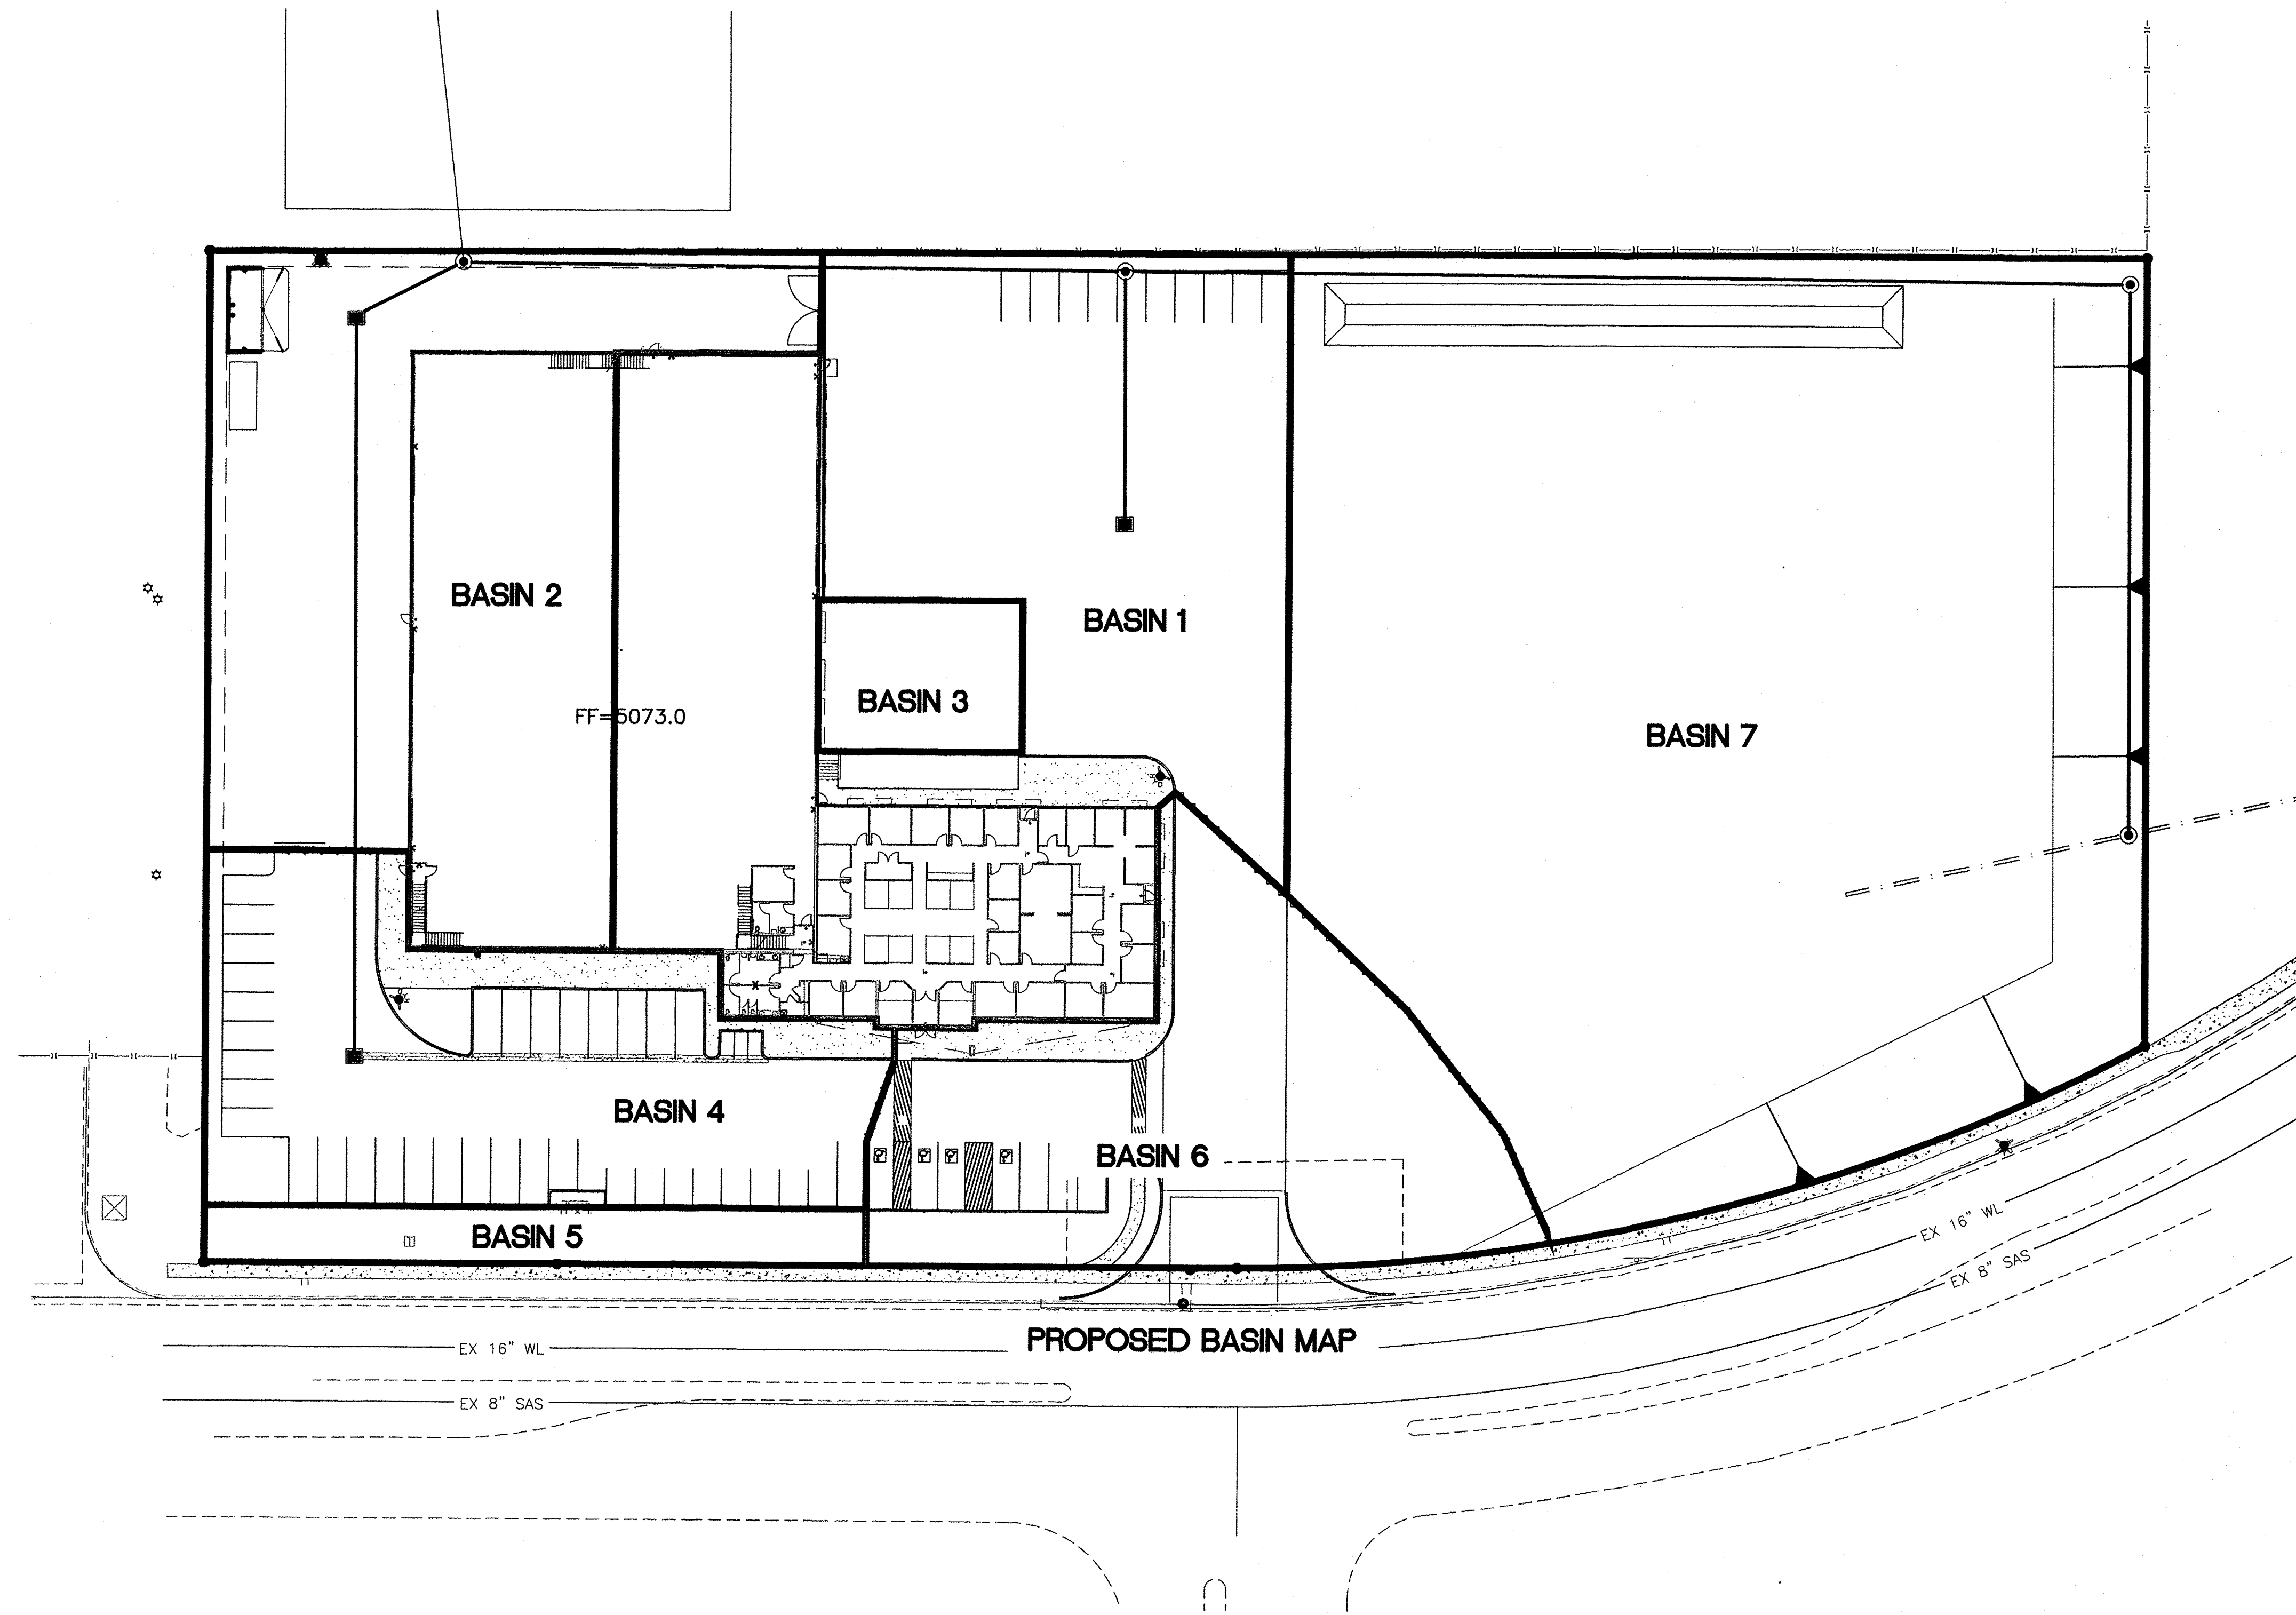 BASIN 2
BASIN 1
BASIN 3
FF=5073.0
BASIN 7
BASIN 4
BASIN 6
BASIN 5
EX 16" WL
EX 8" SAS
PROPOSED BASIN MAP
EX 16" WL
EX 8" SAS